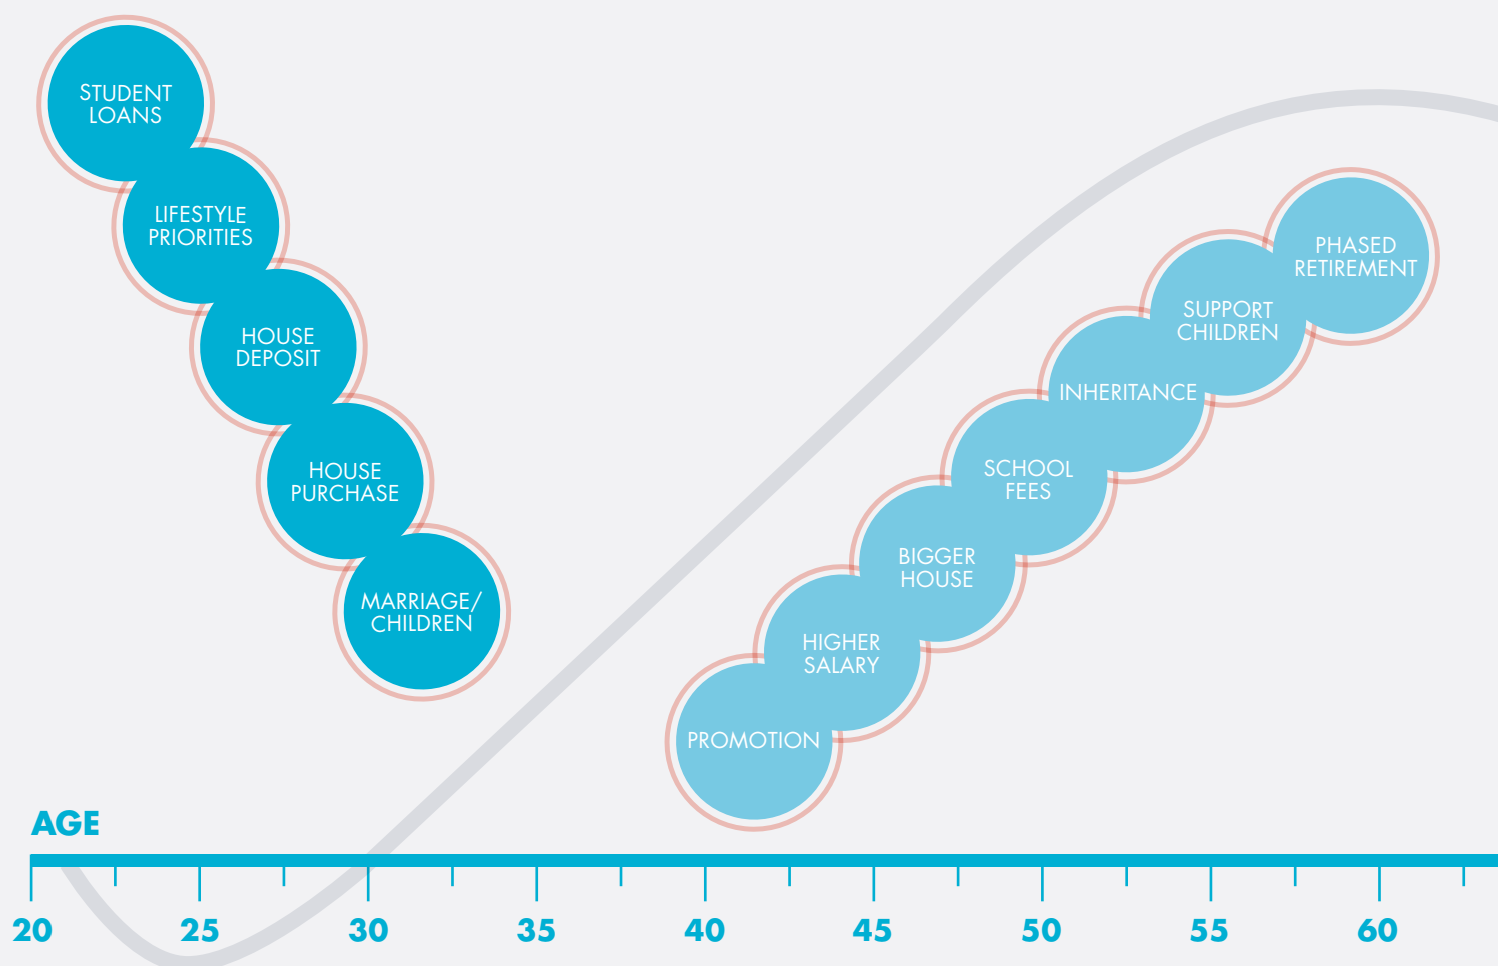 STUDENT
LOANS
LIFESTYLE
PRIORITIES
HOUSE
DEPOSIT
HOUSE
PURCHASE
MARRIAGE/
CHILDREN
PROMOTION
HIGHER
SALARY
BIGGER
HOUSE
SCHOOL
FEES
INHERITANCE
SUPPORT
CHILDREN
PHASED
RETIREMENT
AGE
20 25 30 35 40 45 50 55 60